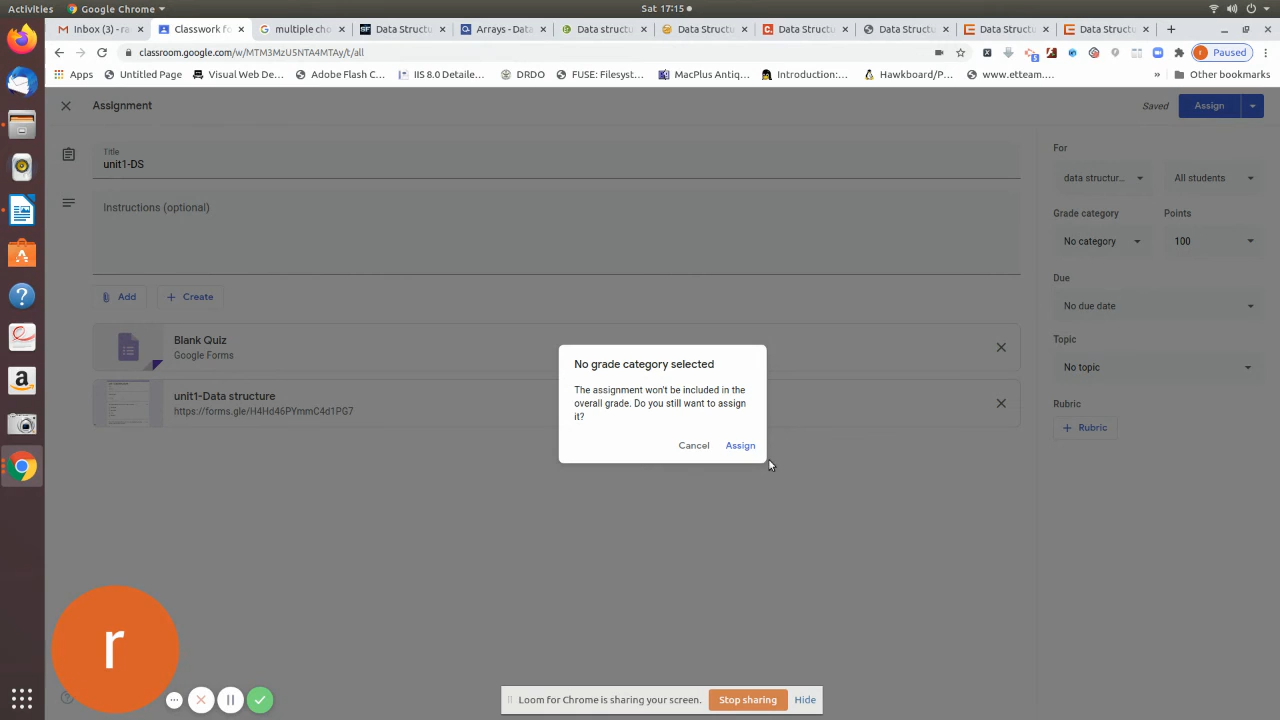 Activities
Google Chrome
Sat 17:15
Inbox (3) - ra
Classwork fo
multiple cho
Data Structu
Arrays - Data
Data structu
Data Structu
Data Structu
Data Structu
Data Structu
Data Structu
classroom.google.com/w/MTM3MzU5NTA4MTAy/t/all
Paused
Apps
Untitled Page
Visual Web De...
Adobe Flash C...
IIS 8.0 Detaile...
DRDO
FUSE: Filesyst...
MacPlus Antiq...
Introduction:...
Hawkboard/P...
www.etteam....
Other bookmarks
Assignment
Saved
Assign
Title
unit1-DS
Instructions (optional)
Add
Create
Blank Quiz
Google Forms
unit1-Data structure
https://forms.gle/H4Hd46PYmmC4d1PG7
For
data structur...
All students
Grade category
Points
No category
100
Due
No due date
Topic
No topic
Rubric
Rubric
No grade category selected
The assignment won't be included in the
overall grade. Do you still want to assign
it?
Cancel
Assign
r
Loom for Chrome is sharing your screen.
Stop sharing
Hide